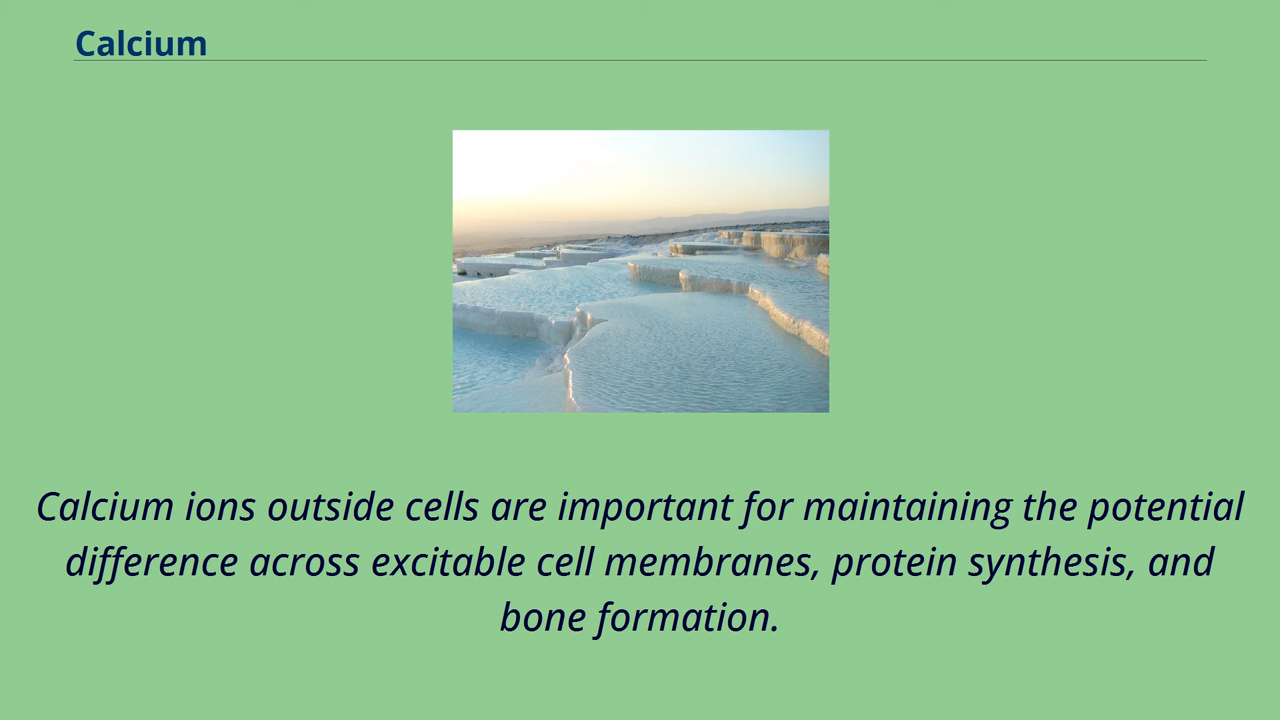 Calcium
Calcium ions outside cells are important for maintaining the potential
difference across excitable cell membranes, protein synthesis, and
bone formation.